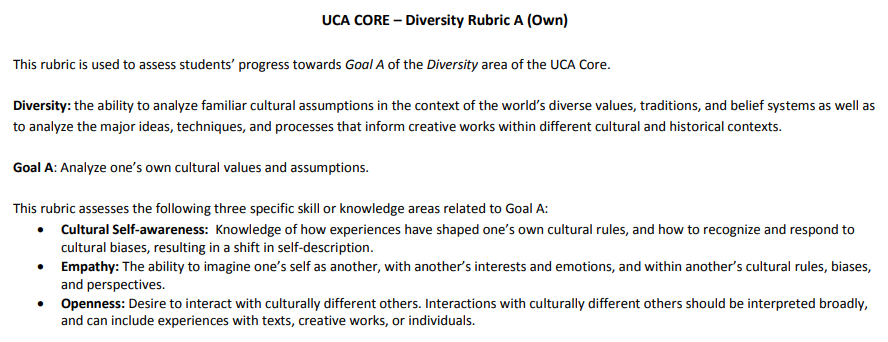 UCA CORE – Diversity Rubric A (Own)
This rubric is used to assess students’ progress towards Goal A of the Diversity area of the UCA Core.
Diversity: the ability to analyze familiar cultural assumptions in the context of the world’s diverse values, traditions, and belief systems as well as
to analyze the major ideas, techniques, and processes that inform creative works within different cultural and historical contexts.
Goal A: Analyze one’s own cultural values and assumptions.
This rubric assesses the following three specific skill or knowledge areas related to Goal A:
• Cultural Self-awareness: Knowledge of how experiences have shaped one’s own cultural rules, and how to recognize and respond to
cultural biases, resulting in a shift in self-description.
• Empathy: The ability to imagine one’s self as another, with another’s interests and emotions, and within another’s cultural rules, biases,
and perspectives.
• Openness: Desire to interact with culturally different others. Interactions with culturally different others should be interpreted broadly,
and can include experiences with texts, creative works, or individuals.